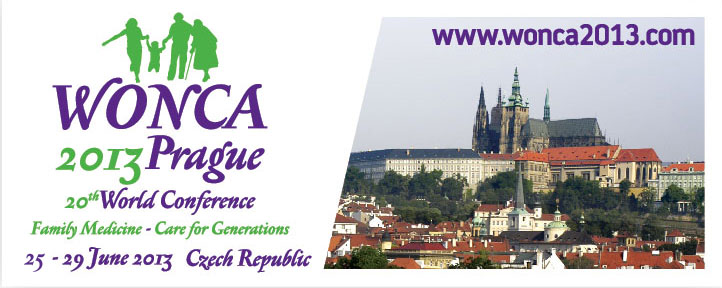 www.wonca2013.com
WONCA
2013 Prague
20th World Conference
Family Medicine - Care for Generations
25 - 29 June 2013 Czech Republic